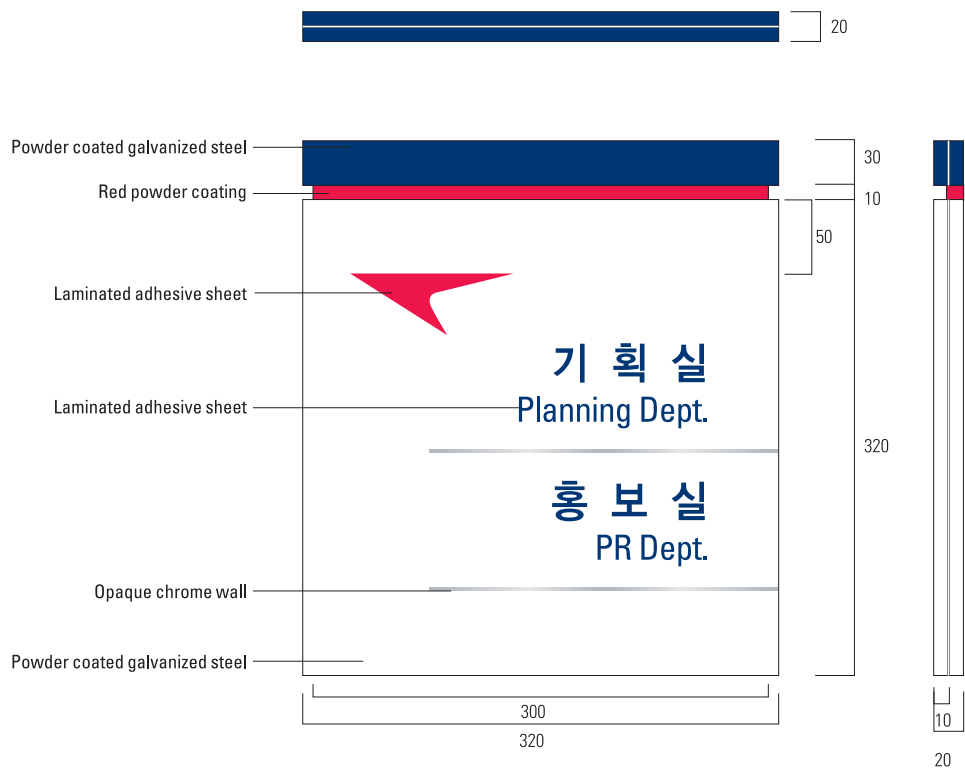 20
Powder coated galvanized steel
30
Red powder coating
10
50
Laminated adhesive sheet
기 획 실
Laminated adhesive sheet
Planning Dept.
320
홍 보 실
PR Dept.
Opaque chrome wall
Powder coated galvanized steel
300
320
10
20